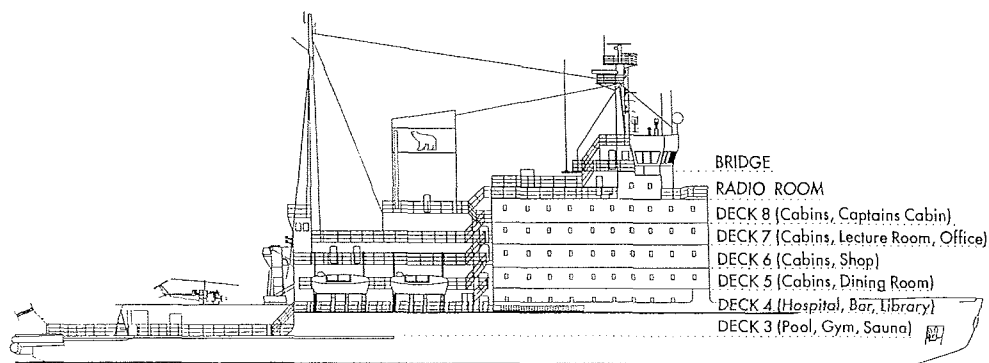 BRIDGE
RADIO ROOM
DECK 8 (Cabins, Captains Cabin)
DECK 7 (Cabins, Lecture Room, Office)
DECK 6 (Cabins, Shop)
DECK 5 (Cabins, Dining Room)
DECK 4 (Hospital, Bar, Library)
DECK 3 (Pool, Gym, Sauna)